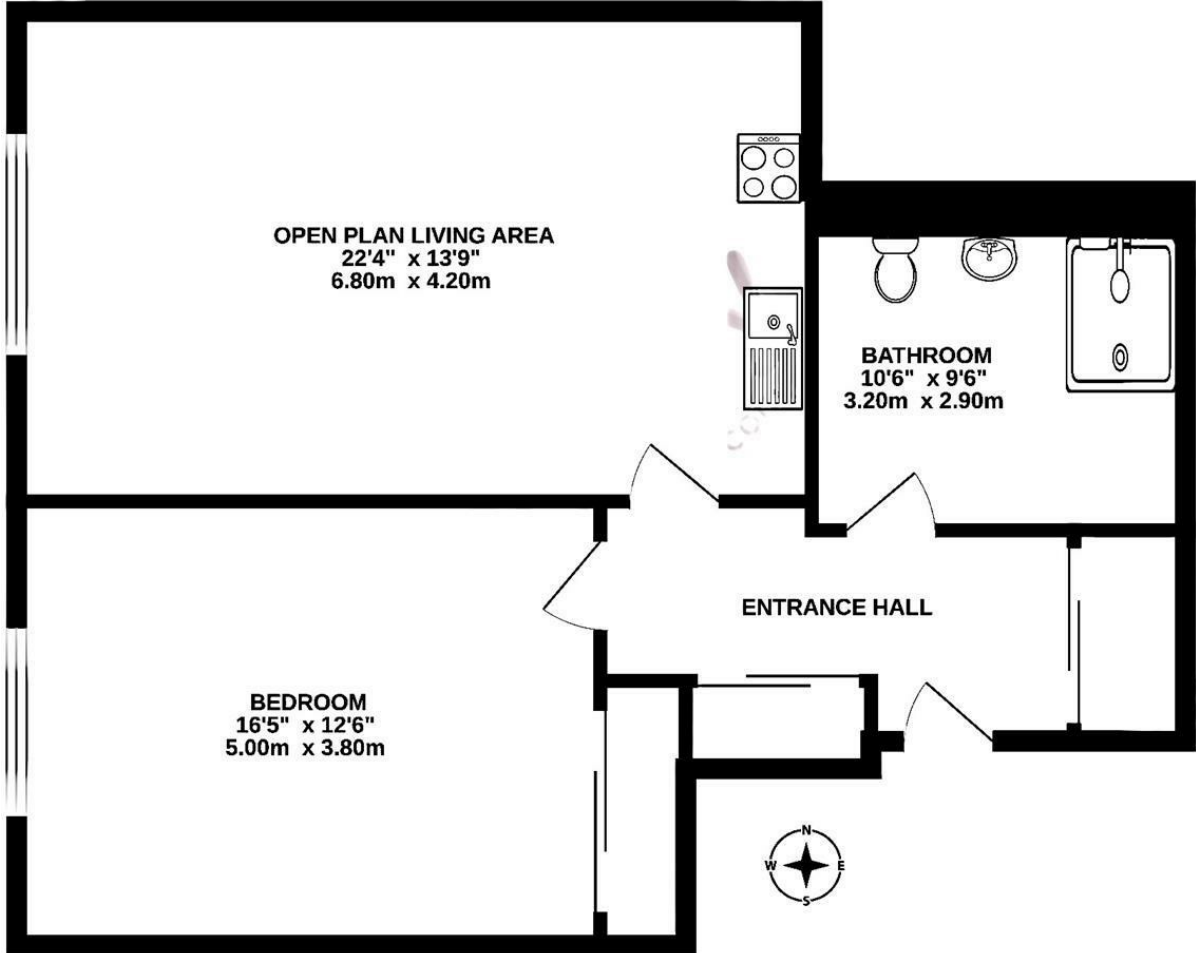 OPEN PLAN LIVING AREA
22'4" x 13'9"
6.80m x 4.20m
BATHROOM
10'6" x 9'6"
3.20m x 2.90m
ENTRANCE HALL
BEDROOM
16'5" x 12'6"
5.00m x 3.80m
N
W E
S